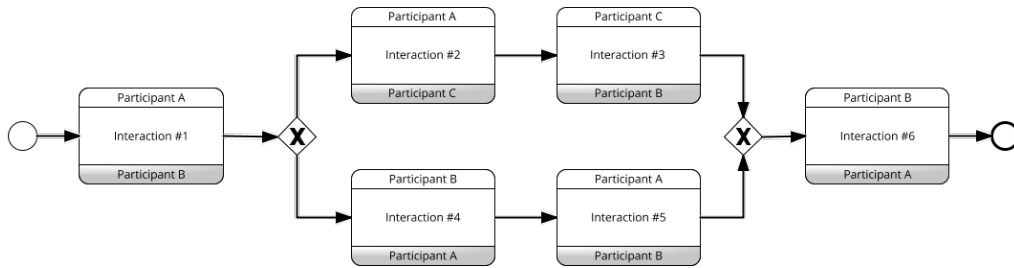 Participant A
Interaction #1
Participant B
X
Participant A
Interaction #2
Participant C
Participant C
Interaction #3
Participant B
Participant B
Interaction #4
Participant A
Participant A
Interaction #5
Participant B
X
Participant B
Interaction #6
Participant A